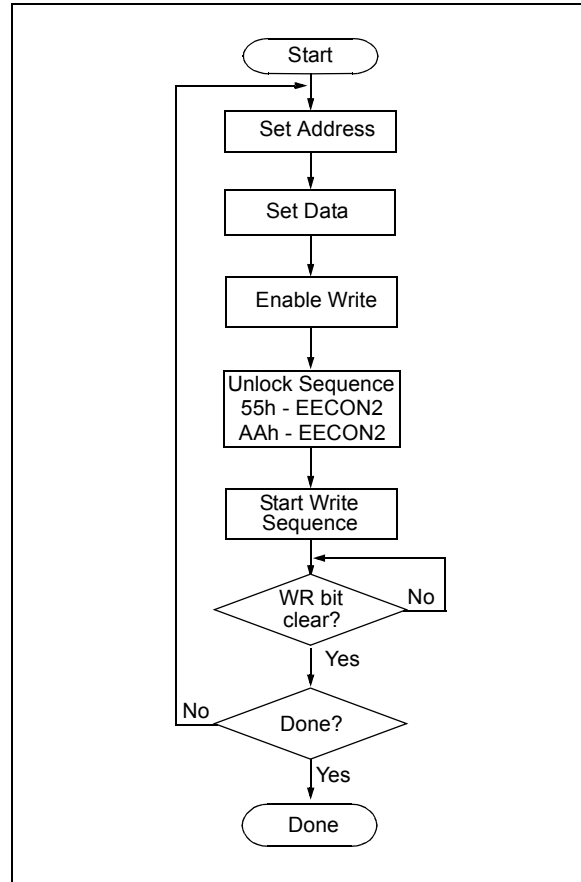 Start
Set Address
Set Data
Enable Write
Unlock Sequence
55h - EECON2
AAh - EECON2
Start Write
Sequence
WR bit
clear?
No
Yes
Done?
No
Yes
Done